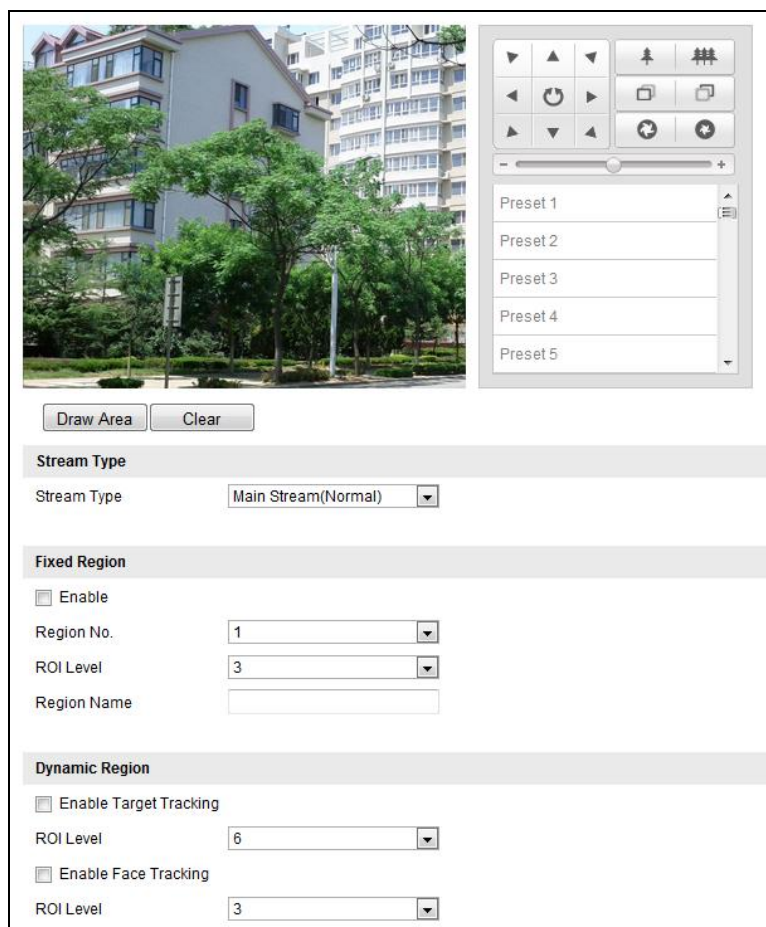 Preset 1
Preset 2
Preset 3
Preset 4
Preset 5
Draw Area Clear
Stream Type
Stream Type Main Stream(Normal)
Fixed Region
Enable
Region No. 1
ROI Level 3
Region Name
Dynamic Region
Enable Target Tracking
ROI Level 6
Enable Face Tracking
ROI Level 3